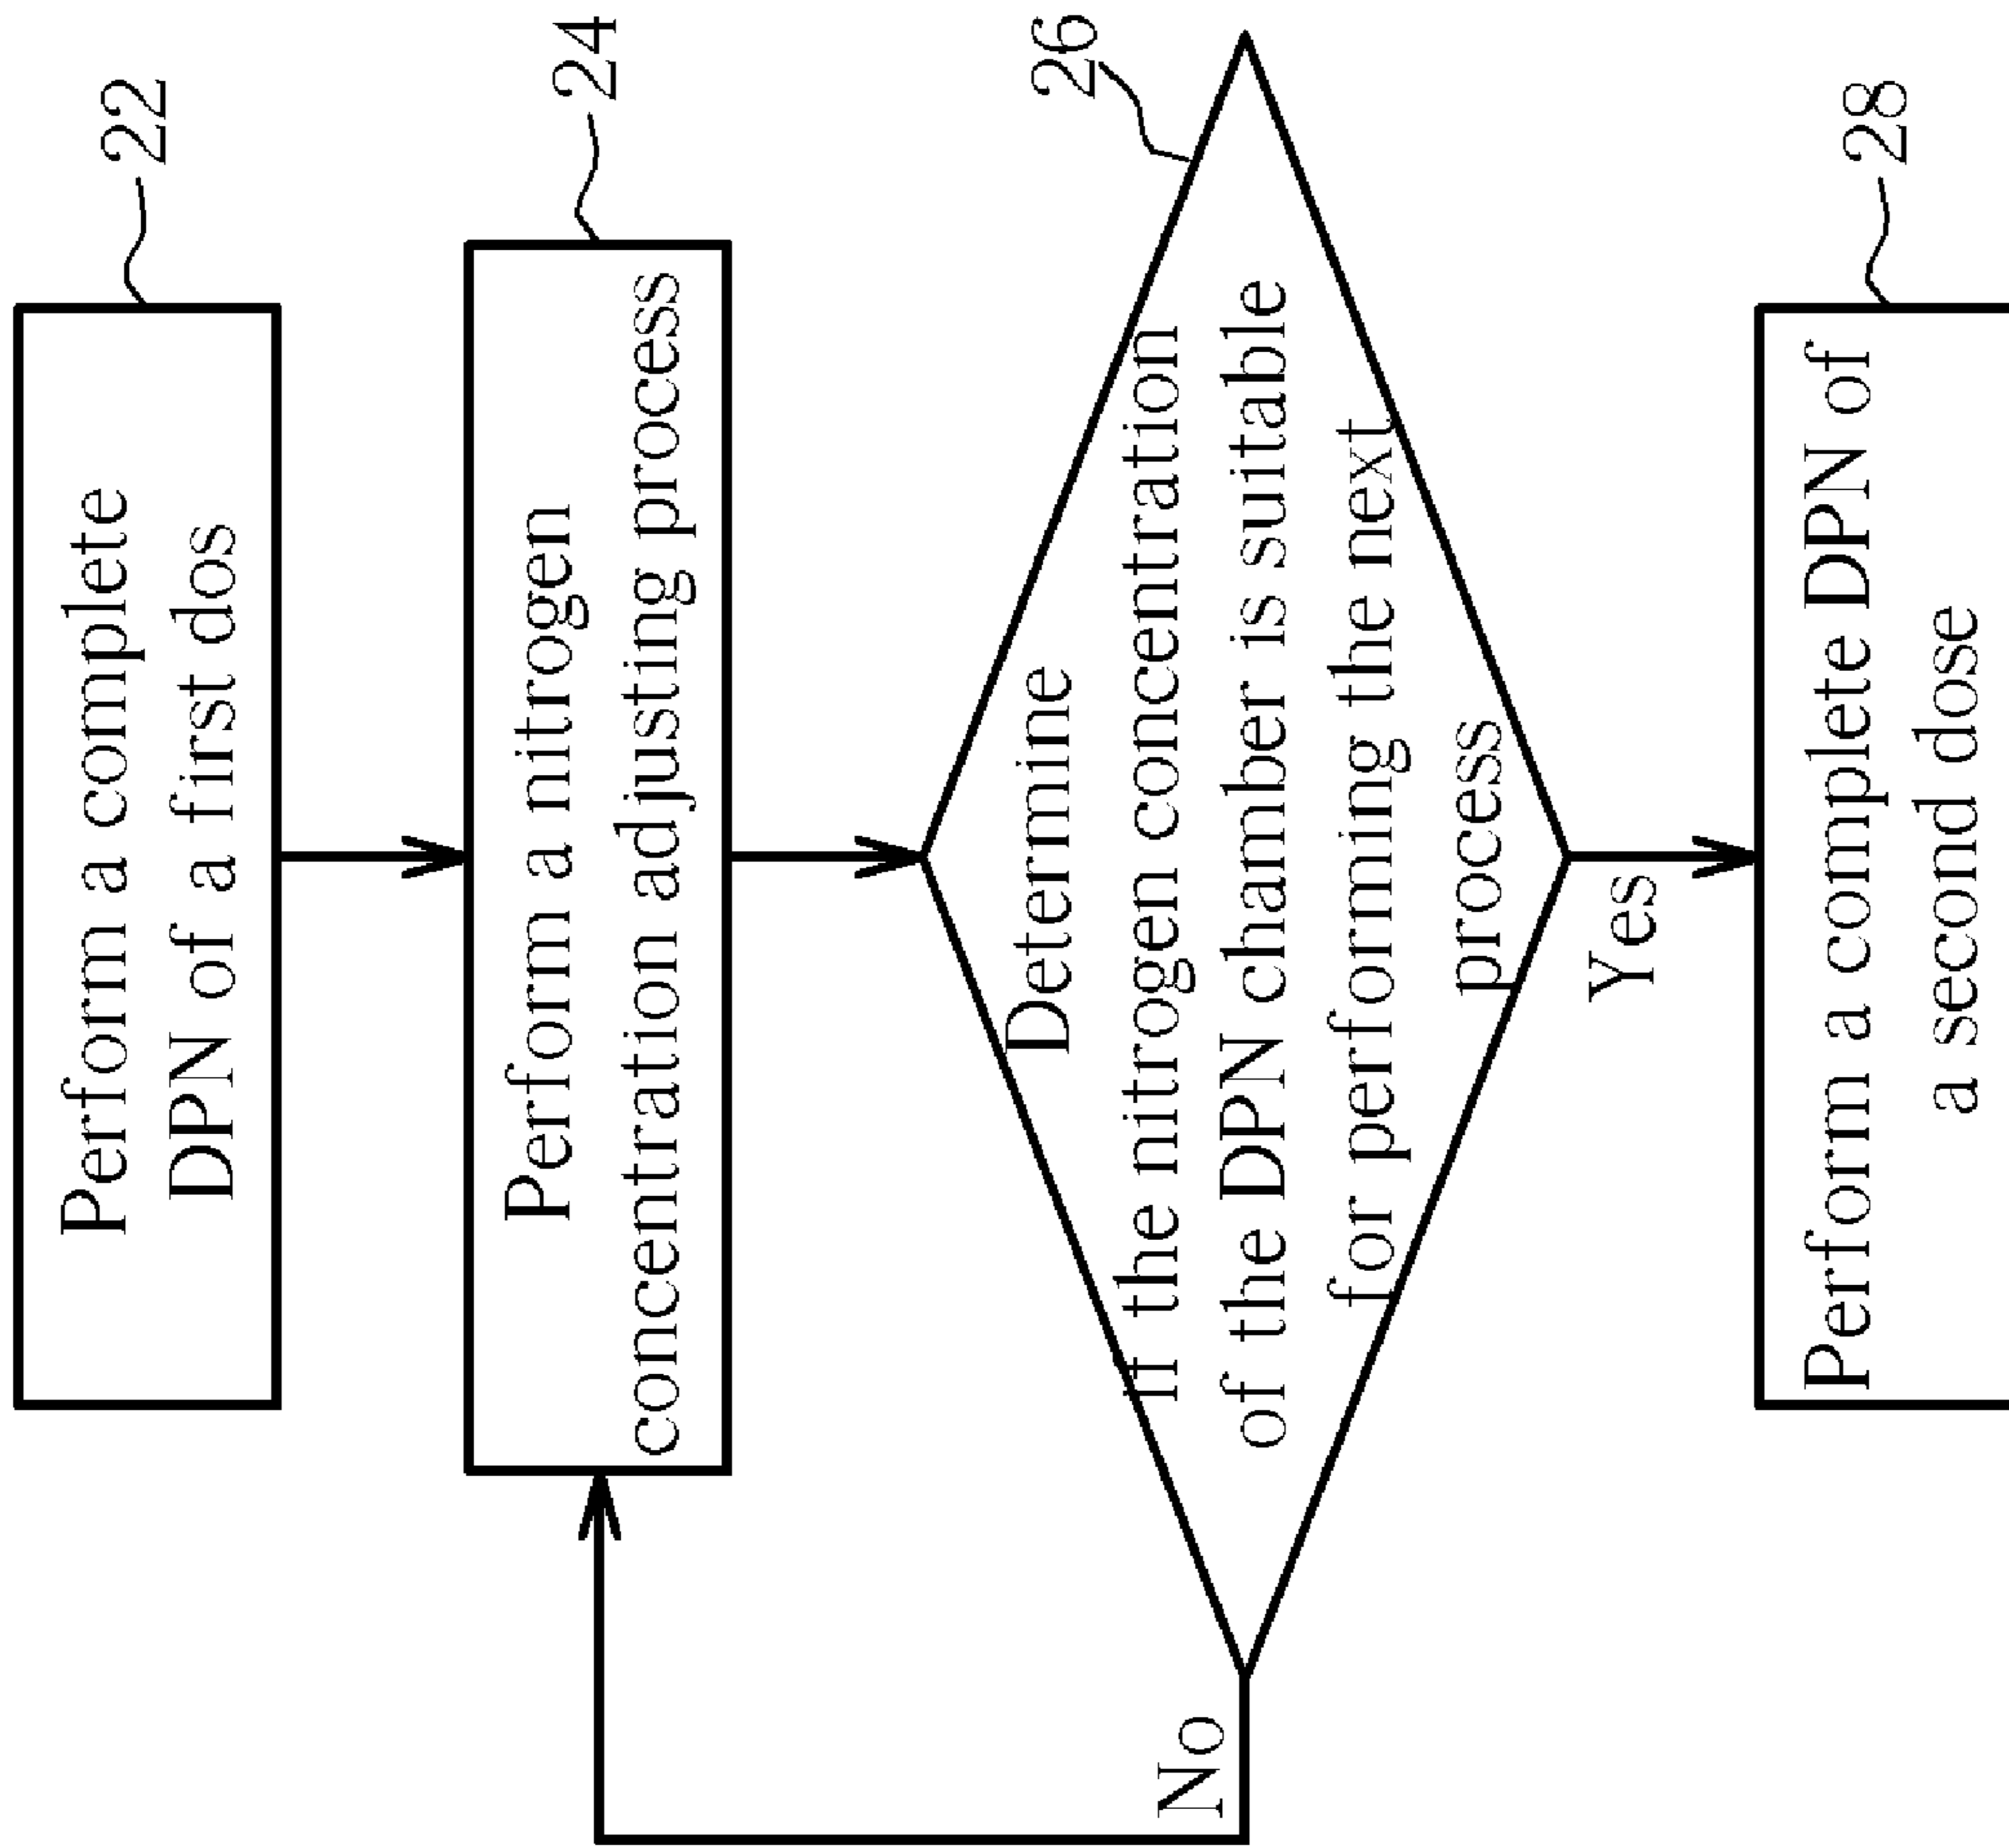 Perform a complete
DPN of a first dos
22
Perform a nitrogen
concentration adjusting process
24
Determine
if the nitrogen concentration
of the DPN chamber is suitable
for performing the next
process
26
No
Yes
Perform a complete DPN of
a second dose
28